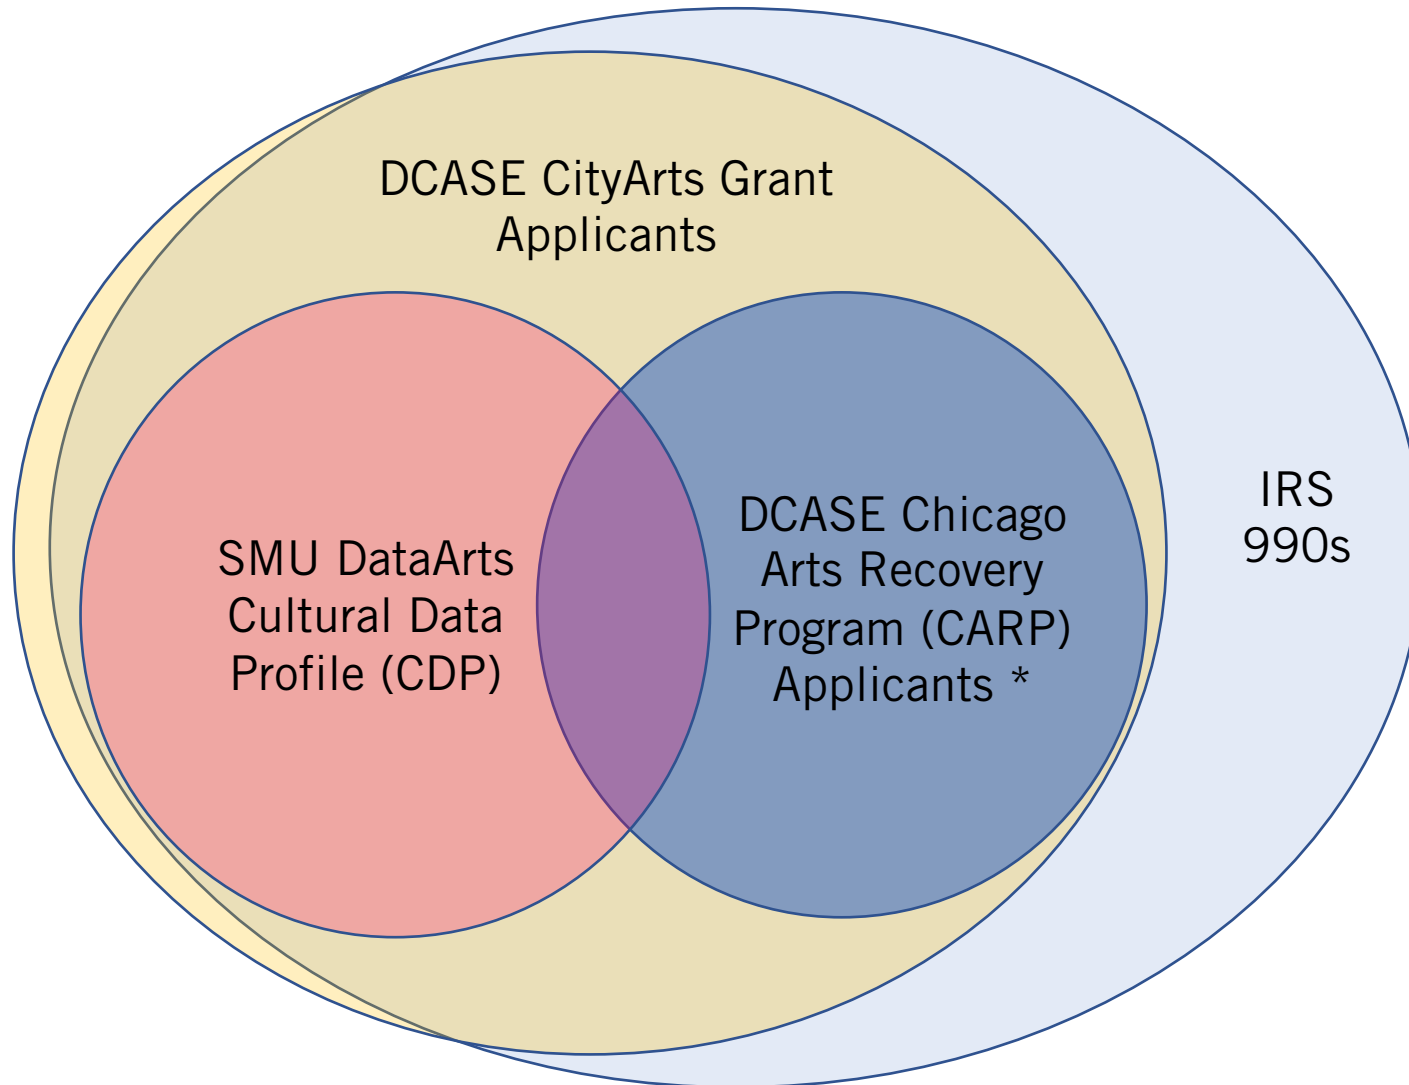 DCASE CityArts Grant
Applicants
SMU DataArts
Cultural Data
Profile (CDP)
DCASE Chicago
Arts Recovery
Program (CARP)
Applicants *
IRS
990s